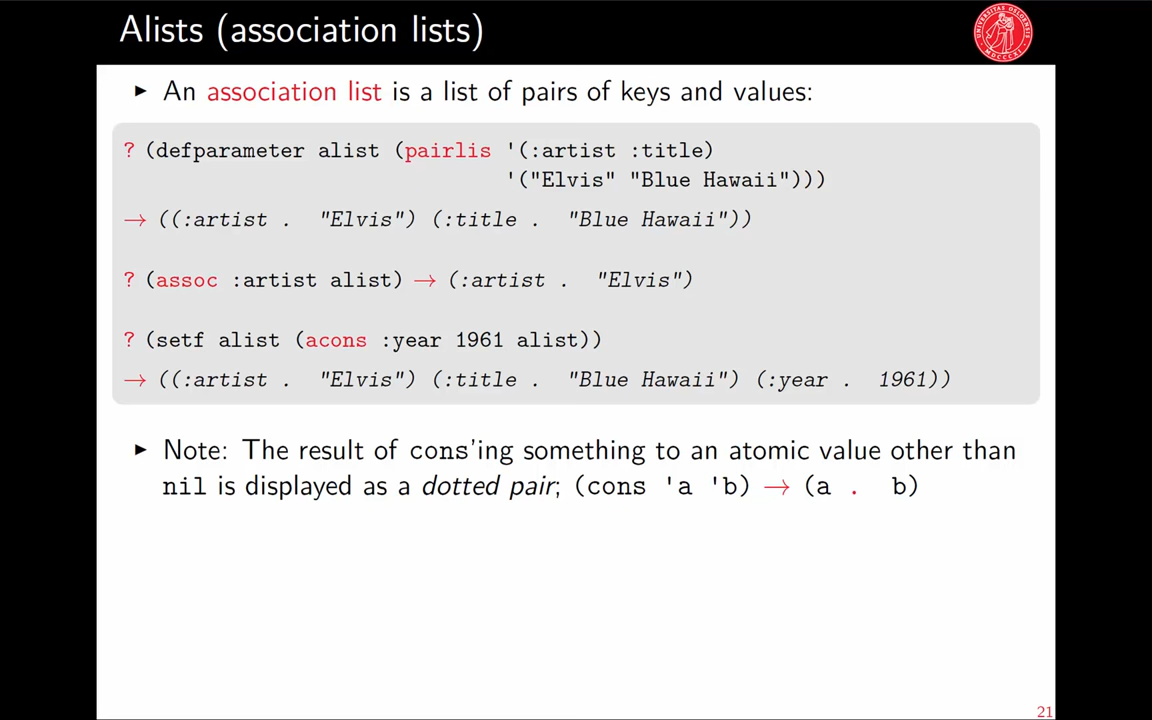 Alists (association lists)
UNIVERSITAS OSLOENSIS
MDCCCXI
▶ An association list is a list of pairs of keys and values:
? (defparameter alist (pairlis '(:artist :title)
'("Elvis" "Blue Hawaii")))
→ ((:artist . "Elvis") (:title . "Blue Hawaii"))
? (assoc :artist alist) → (:artist . "Elvis")
? (setf alist (acons :year 1961 alist))
→ ((:artist . "Elvis") (:title . "Blue Hawaii") (:year . 1961))
▶ Note: The result of cons'ing something to an atomic value other than
nil is displayed as a dotted pair; (cons 'a 'b) → (a . b)
21